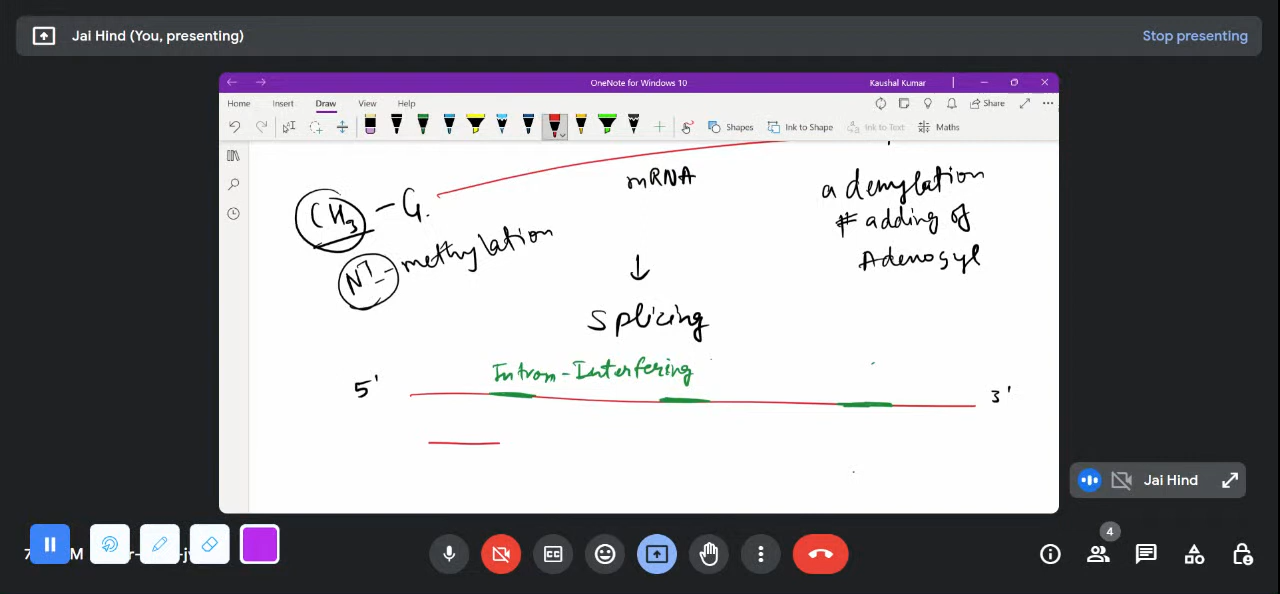 Jai Hind (You, presenting)
Stop presenting
OneNote for Windows 10
Kaushal Kumar
Home Insert Draw View Help
Share
Shapes
Ink to Shape
Ink to Text
Maths
mRNA
CH3 - G.
N7 - methylation
adenylation
# adding of
Adenosyl
↓
Splicing
Intron - Interfering
5'
3'
Jai Hind
4